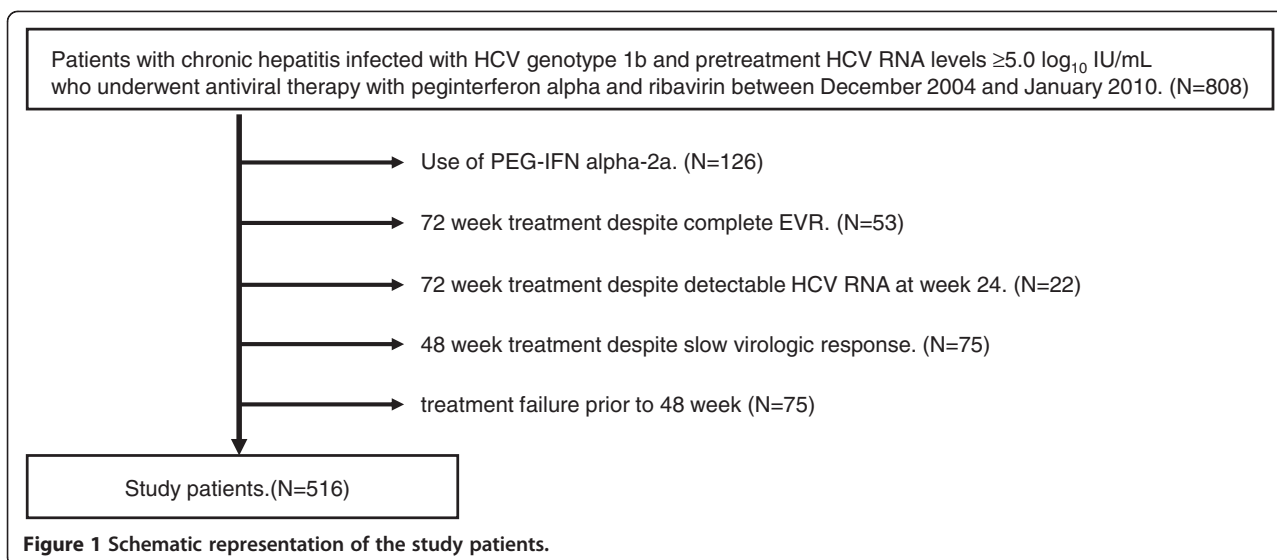 Patients with chronic hepatitis infected with HCV genotype 1b and pretreatment HCV RNA levels ≥5.0 log10 IU/mL
who underwent antiviral therapy with peginterferon alpha and ribavirin between December 2004 and January 2010. (N=808)
Use of PEG-IFN alpha-2a. (N=126)
72 week treatment despite complete EVR. (N=53)
72 week treatment despite detectable HCV RNA at week 24. (N=22)
48 week treatment despite slow virologic response. (N=75)
treatment failure prior to 48 week (N=75)
Study patients.(N=516)
Figure 1 Schematic representation of the study patients.